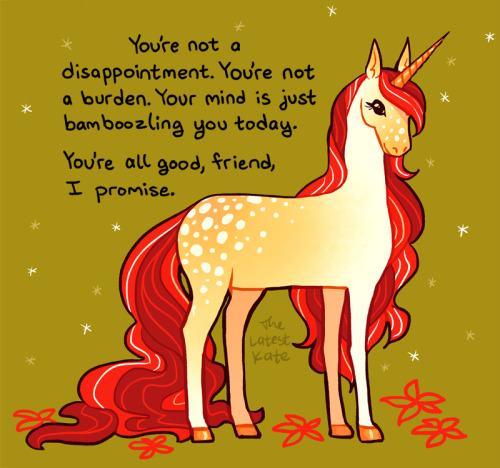 You're not a
disappointment. You're not
a burden. Your mind is just
bamboozling you today.
You're all good, friend,
I promise.
The
Latest
Kate